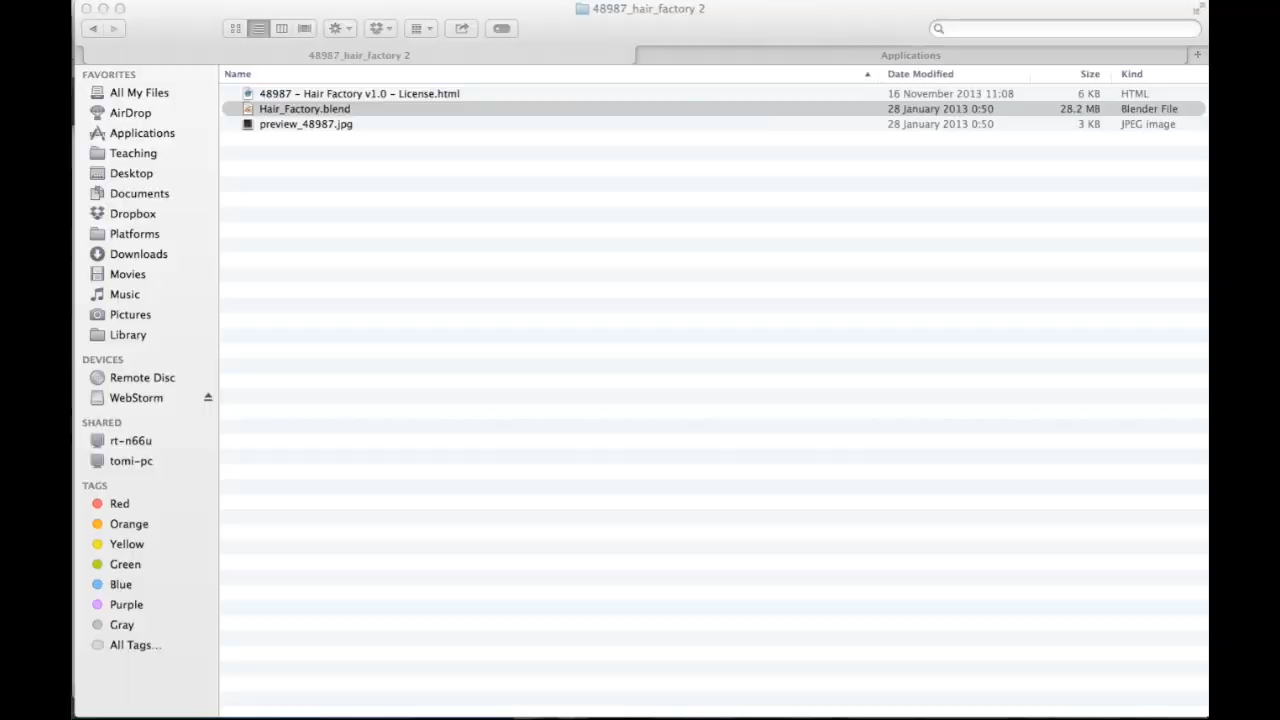 48987_hair_factory 2
48987_hair_factory 2
Applications
+
FAVORITES
All My Files
AirDrop
Applications
Teaching
Desktop
Documents
Dropbox
Platforms
Downloads
Movies
Music
Pictures
Library
DEVICES
Remote Disc
WebStorm
SHARED
rt-n66u
tomi-pc
TAGS
Red
Orange
Yellow
Green
Blue
Purple
Gray
All Tags...
Name Date Modified Size Kind
48987 - Hair Factory v1.0 - License.html 16 November 2013 11:08 6 KB HTML
Hair_Factory.blend 28 January 2013 0:50 28.2 MB Blender File
preview_48987.jpg 28 January 2013 0:50 3 KB JPEG image